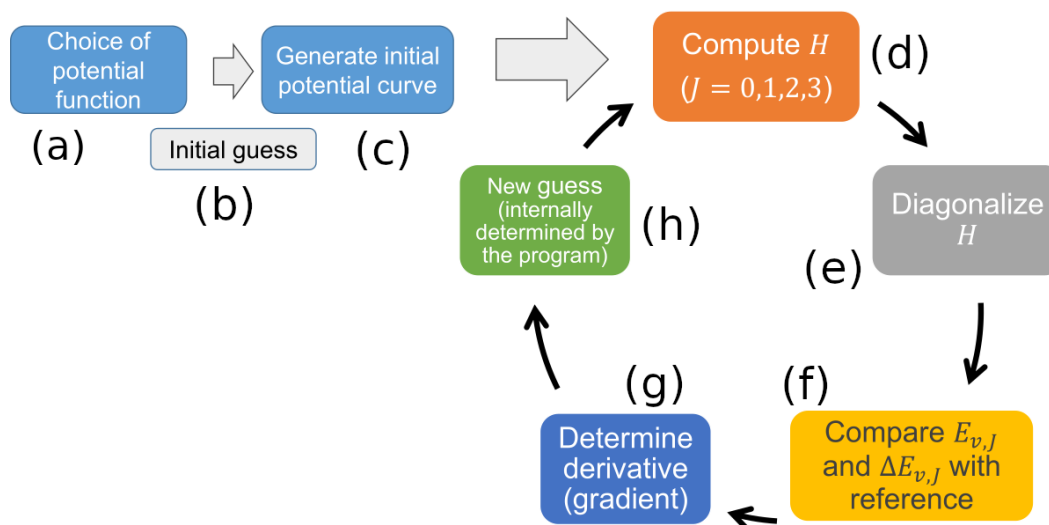 Choice of
potential
function
(a)
Initial guess
(b)
Generate initial
potential curve
(c)
Compute H
(J = 0,1,2,3)
(d)
Diagonalize
H
(e)
(f)
Compare E_{v,J}
and ΔE_{v,J} with
reference
(g)
Determine
derivative
(gradient)
New guess
(internally
determined by
the program)
(h)